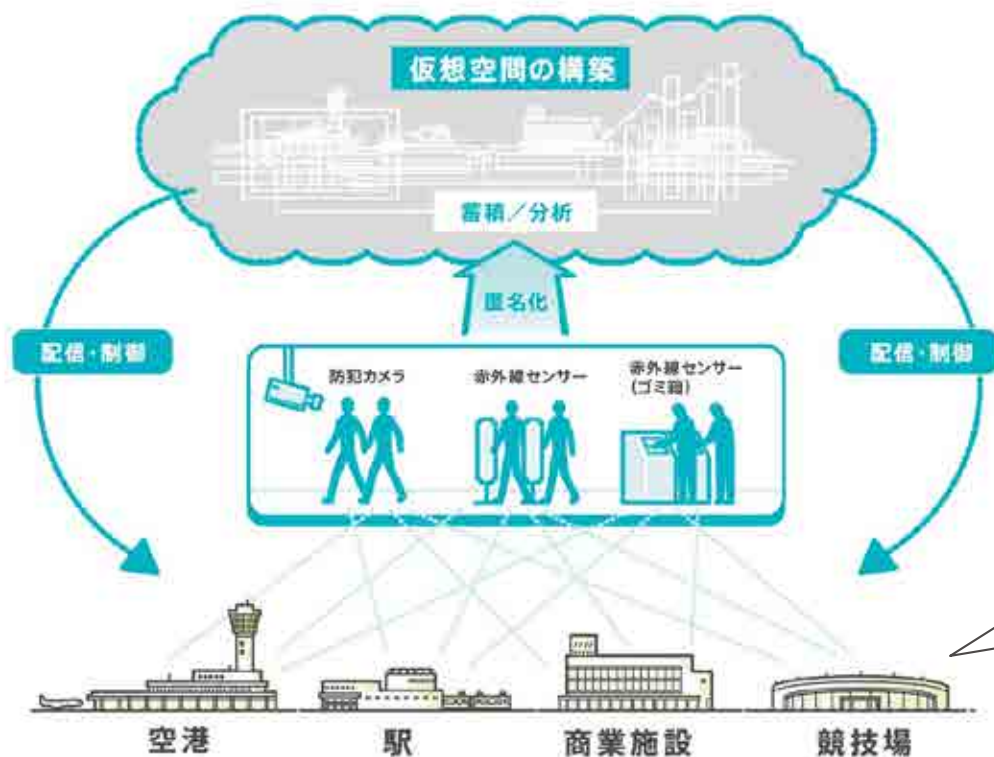 仮想空間の構築
蓄積／分析
匿名化
配信・制御
配信・制御
防犯カメラ
赤外線センサー
赤外線センサー
(ゴミ箱)
空港
駅
商業施設
競技場